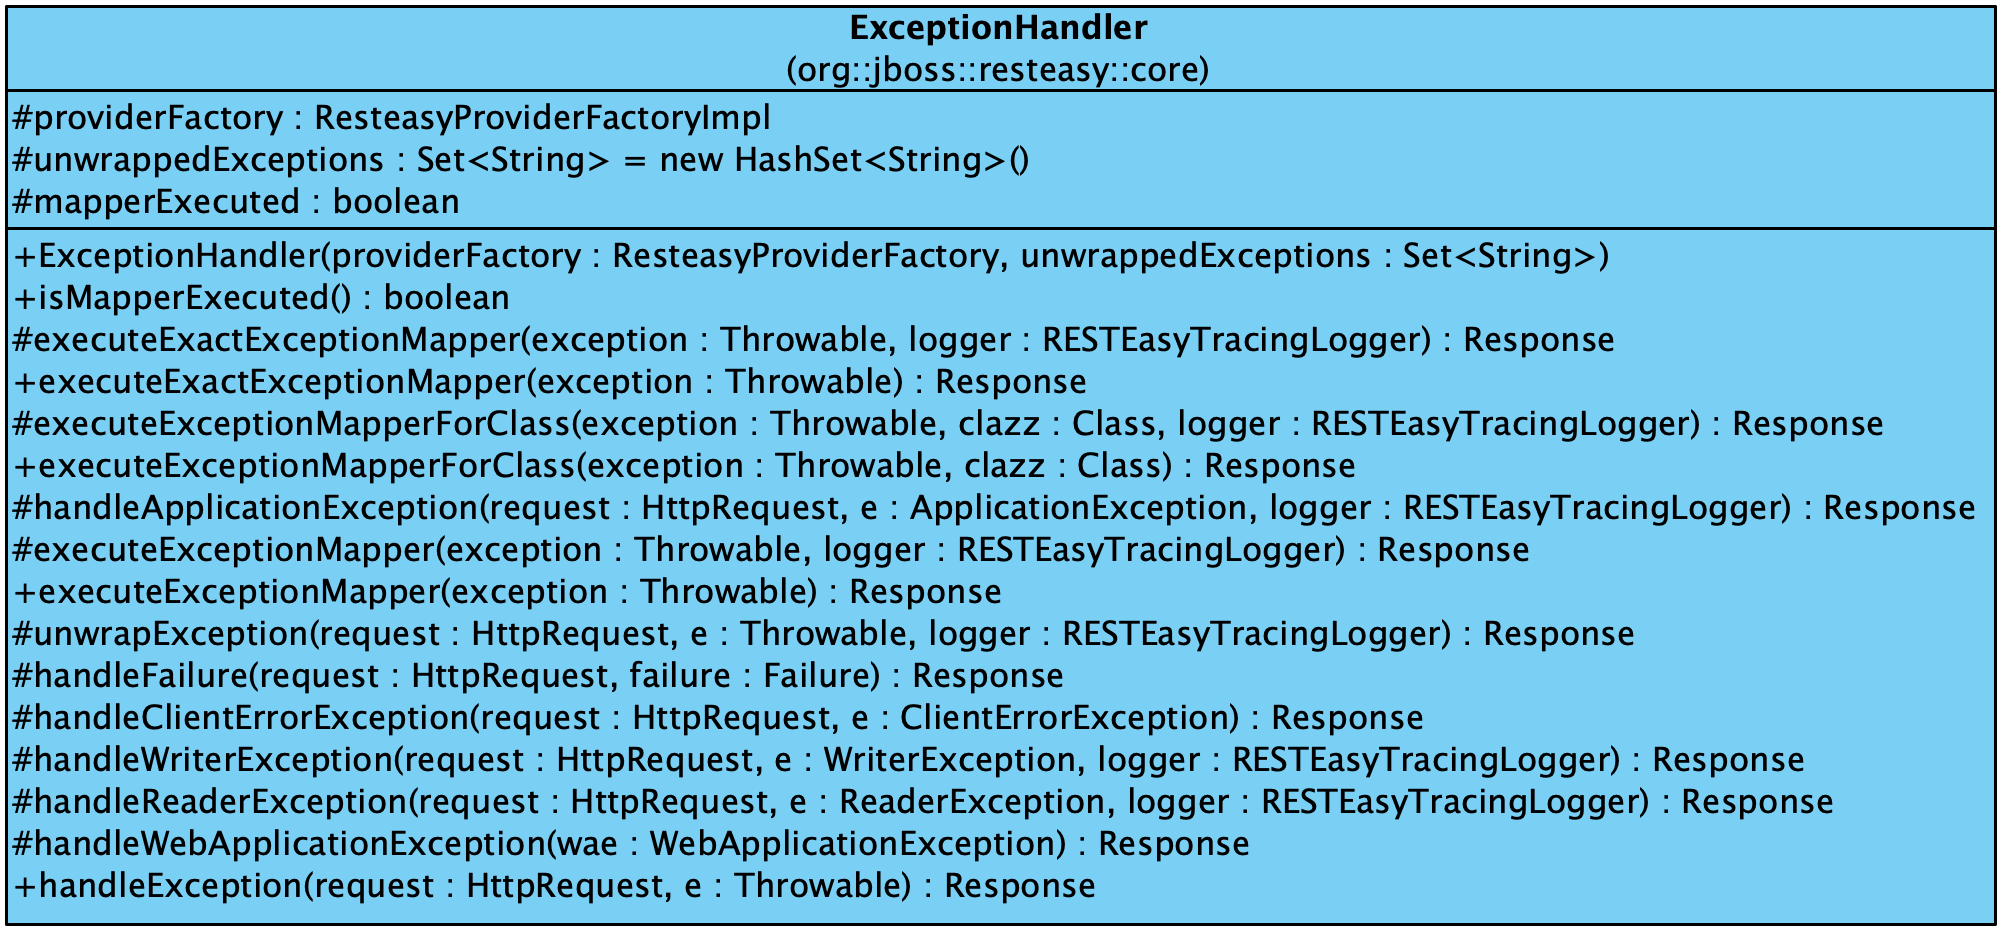 ExceptionHandler
(org::jboss::resteasy::core)
#providerFactory : ResteasyProviderFactoryImpl
#unwrappedExceptions : Set<String> = new HashSet<String>()
#mapperExecuted : boolean
+ExceptionHandler(providerFactory : ResteasyProviderFactory, unwrappedExceptions : Set<String>)
+isMapperExecuted() : boolean
#executeExactExceptionMapper(exception : Throwable, logger : RESTEasyTracingLogger) : Response
+executeExactExceptionMapper(exception : Throwable) : Response
#executeExceptionMapperForClass(exception : Throwable, clazz : Class, logger : RESTEasyTracingLogger) : Response
+executeExceptionMapperForClass(exception : Throwable, clazz : Class) : Response
#handleApplicationException(request : HttpRequest, e : ApplicationException, logger : RESTEasyTracingLogger) : Response
#executeExceptionMapper(exception : Throwable, logger : RESTEasyTracingLogger) : Response
+executeExceptionMapper(exception : Throwable) : Response
#unwrapException(request : HttpRequest, e : Throwable, logger : RESTEasyTracingLogger) : Response
#handleFailure(request : HttpRequest, failure : Failure) : Response
#handleClientErrorException(request : HttpRequest, e : ClientErrorException) : Response
#handleWriterException(request : HttpRequest, e : WriterException, logger : RESTEasyTracingLogger) : Response
#handleReaderException(request : HttpRequest, e : ReaderException, logger : RESTEasyTracingLogger) : Response
#handleWebApplicationException(wae : WebApplicationException) : Response
+handleException(request : HttpRequest, e : Throwable) : Response